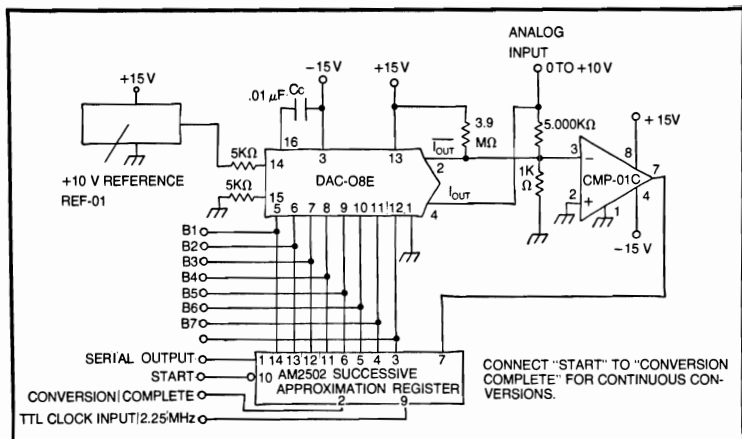 ANALOG
INPUT
0 TO +10 V
+15 V
−15 V
+15 V
.01 µF
Cc
+10 V REFERENCE
REF-01
5KΩ
5KΩ
16
3
13
14
15
DAC-O8E
IOUT
2
IOUT
4
5 6 7 8 9 10 11 12 1
3.9
MΩ
5.000KΩ
1K
Ω
+ 15V
3
−
8
7
CMP-01C
2
+
1
4
−15 V
B1
B2
B3
B4
B5
B6
B7
1 14 13 12 11 6 5 4 3 7
SERIAL OUTPUT
START
10
AM2502 SUCCESSIVE
APPROXIMATION REGISTER
CONVERSION COMPLETE
2
9
TTL CLOCK INPUT 2.25 MHz
CONNECT "START" TO "CONVERSION
COMPLETE" FOR CONTINUOUS CON-
VERSIONS.